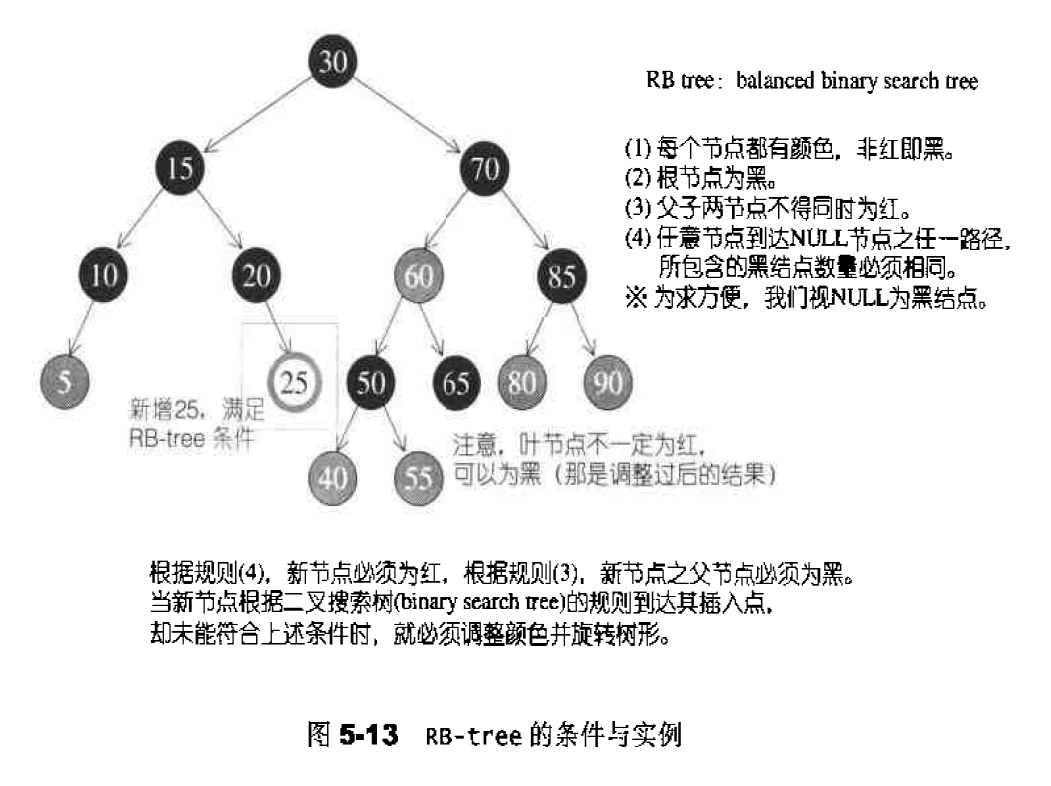 30
RB tree: balanced binary search tree
15
70
(1) 每个节点都有颜色，非红即黑。
(2) 根节点为黑。
(3) 父子两节点不得同时为红。
(4) 任意节点到达NULL节点之任一路径，
所包含的黑结点数量必须相同。
※ 为求方便，我们视NULL为黑结点。
10
20
60
85
5
25
50
65
80
90
新增25，满足
RB-tree 条件
40
55
注意，叶节点不一定为红，
可以为黑（那是调整过后的结果）
根据规则(4)，新节点必须为红，根据规则(3)，新节点之父节点必须为黑。
当新节点根据二叉搜索树(binary search tree)的规则到达其插入点，
却未能符合上述条件时，就必须调整颜色并旋转树形。
图 5-13 RB-tree 的条件与实例